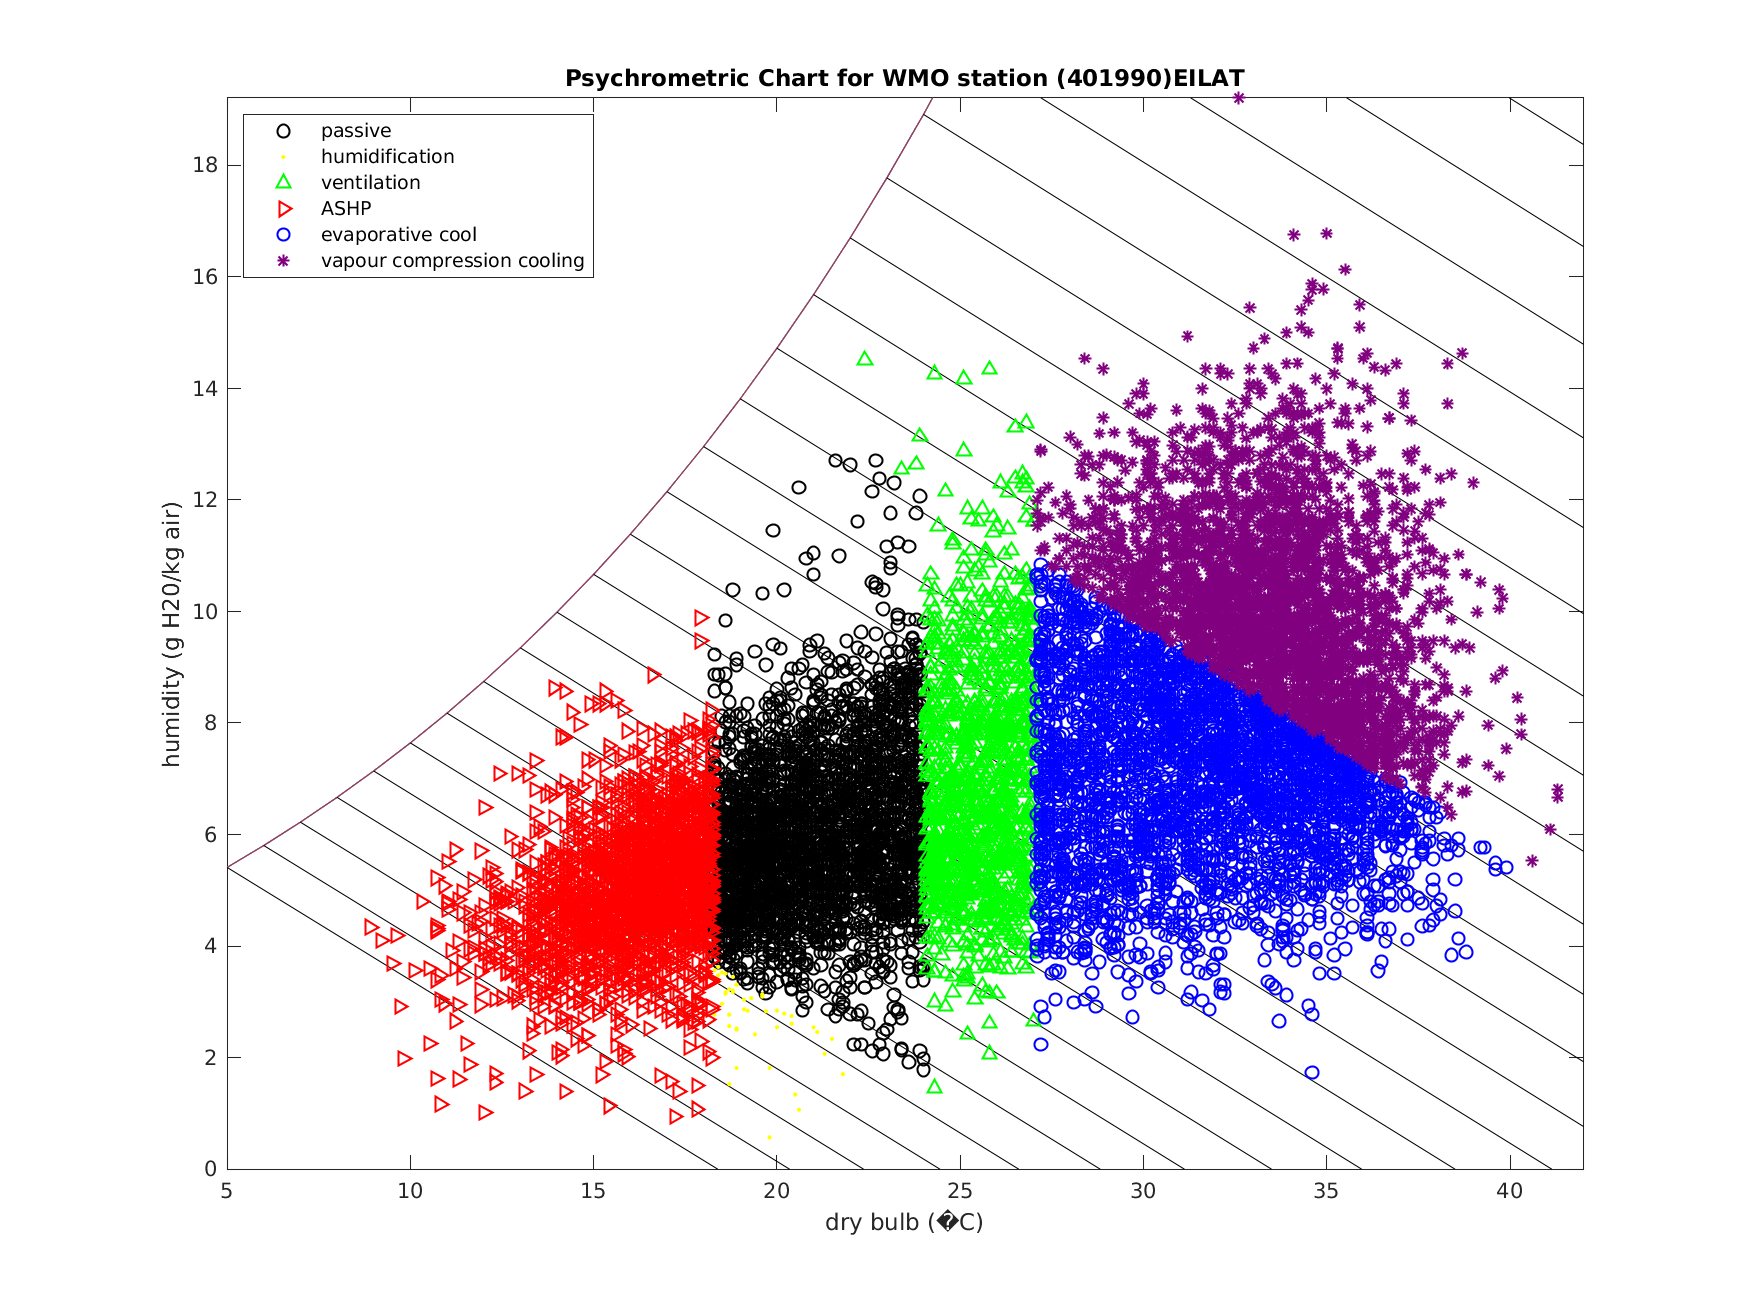 Psychrometric Chart for WMO station (401990)EILAT
passive
humidification
ventilation
ASHP
evaporative cool
vapour compression cooling
humidity (g H20/kg air)
18
16
14
12
10
8
6
4
2
0
5 10 15 20 25 30 35 40
dry bulb (�C)